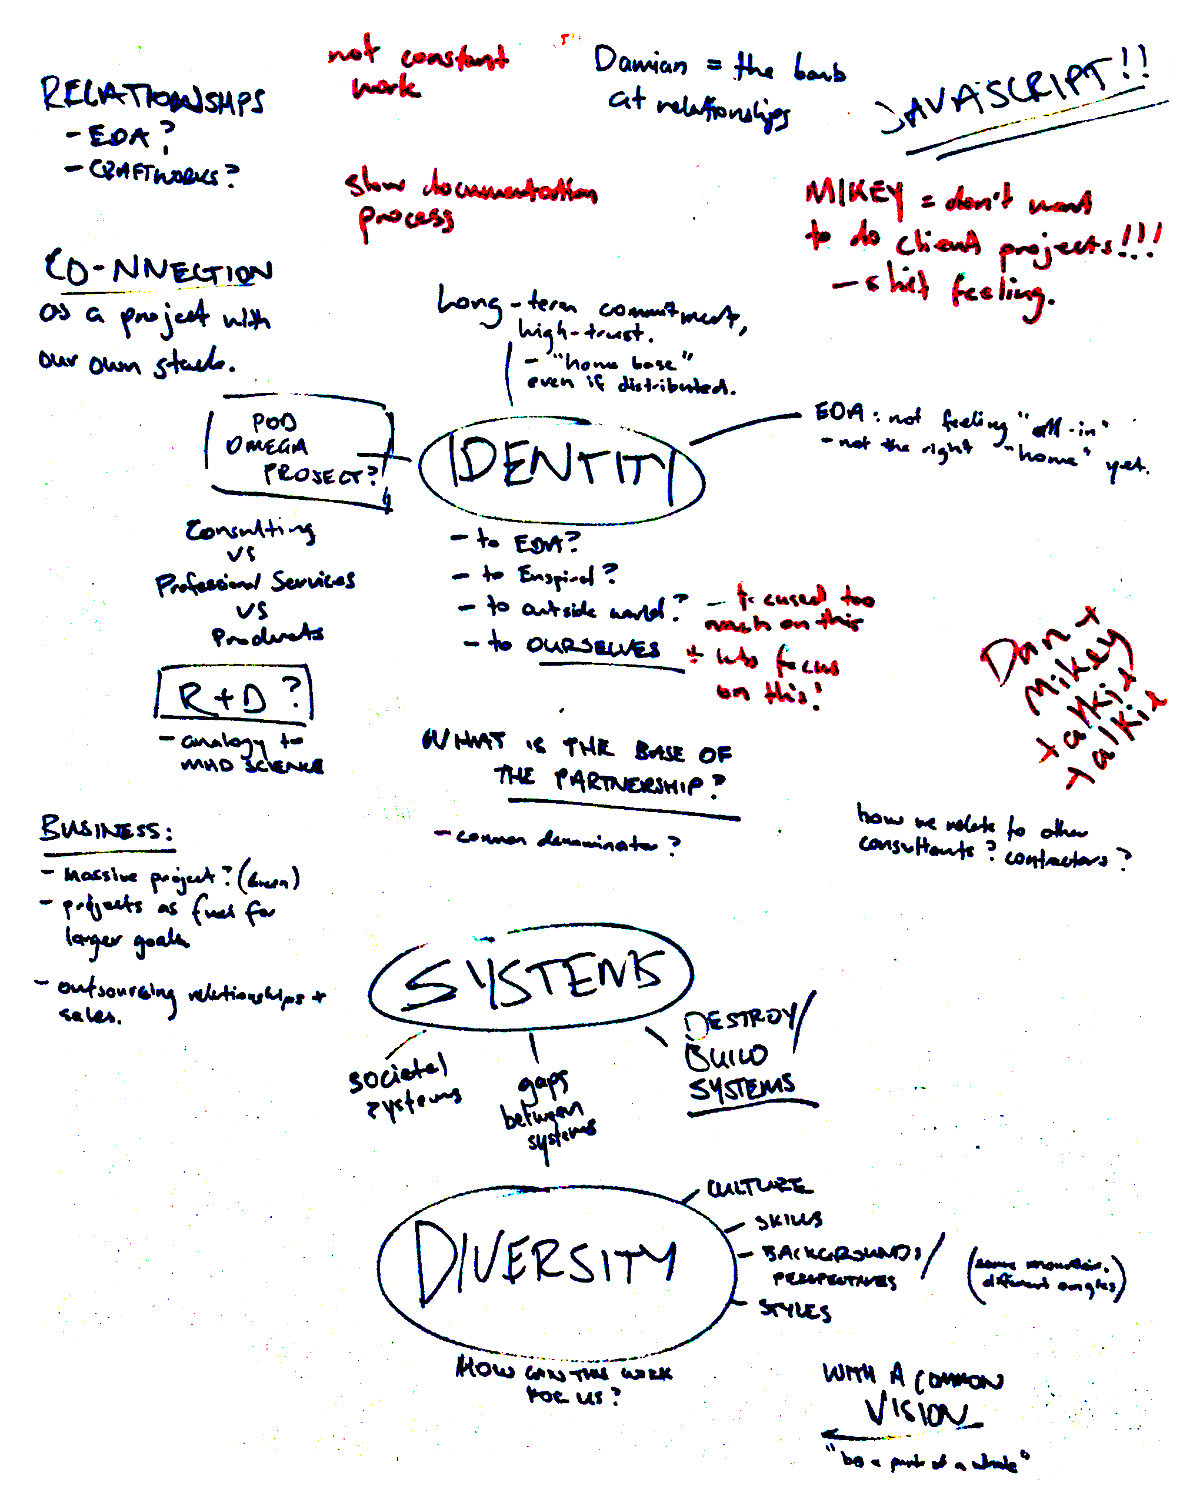 not constant
work
Damian = the bomb
at relationships
JAVASCRIPT!!
RELATIONSHIPS
- EDA?
- CRAFTWORKS?
slow documentation
process
MIKEY = don't want
to do client projects!!!
- shit feeling.
CO-NNECTION
as a project with
our own stack.
Long-term commitment,
high-trust.
- "home base"
even if distributed.
POD
OMEGA
PROJECT?
IDENTITY
EDA: not feeling "all-in"
- not the right "home" yet.
Consulting
VS
Professional Services
VS
Products
- to EDA?
- to Enspiral?
- to outside world? - focused too
much on this
- to OURSELVES + lets focus
on this!
Dan +
Mikey
talkie
talkie
R+D?
- analogy to
MAD SCIENCE
WHAT IS THE BASE OF
THE PARTNERSHIP?
- common denominator?
how we relate to other
consultants? contractors?
BUSINESS:
- massive project?
- projects as fuel for
larger goals
- outsourcing relationships +
sales.
SYSTEMS
societal
systems
gaps
between
systems
DESTROY/
BUILD
SYSTEMS
DIVERSITY
- CULTURE
- SKILLS
- BACKGROUNDS/
PERSPECTIVES
(same mountain,
different angles)
- STYLES
HOW CAN THIS WORK
FOR US?
WITH A COMMON
VISION
"be a part of a whole"